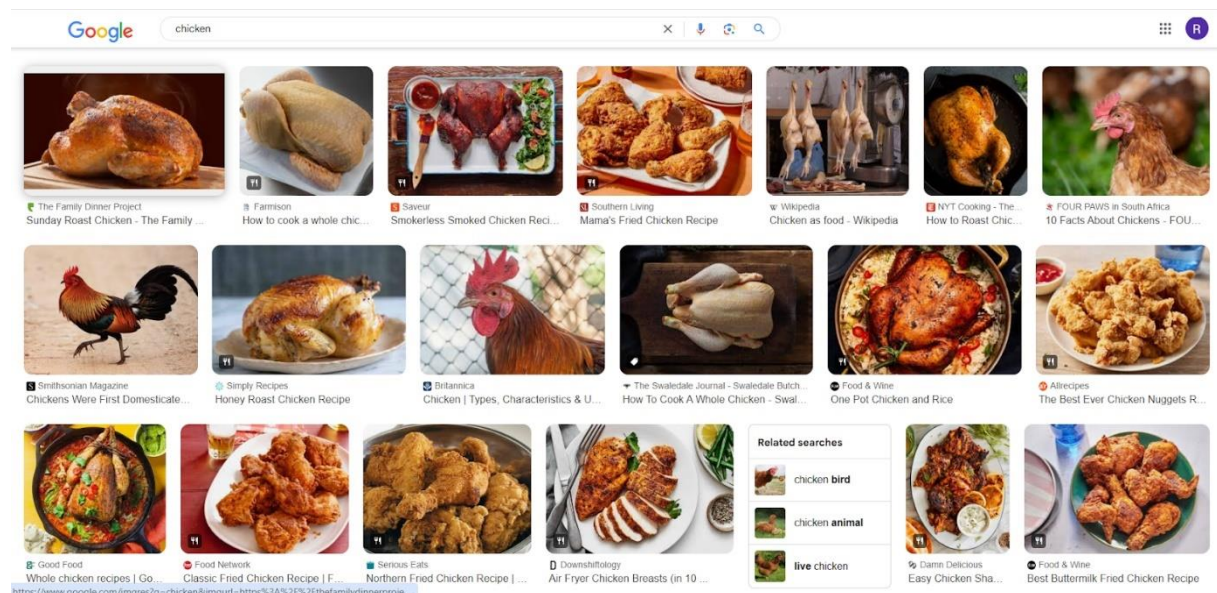 Google
chicken
R
The Family Dinner Project
Sunday Roast Chicken - The Family ...
Farmison
How to cook a whole chic...
Saveur
Smokerless Smoked Chicken Reci...
Southern Living
Mama's Fried Chicken Recipe
W Wikipedia
Chicken as food - Wikipedia
NYT Cooking - The...
How to Roast Chic...
FOUR PAWS in South Africa
10 Facts About Chickens - FOU...
Smithsonian Magazine
Chickens Were First Domesticate...
Simply Recipes
Honey Roast Chicken Recipe
Britannica
Chicken | Types, Characteristics & U...
The Swaledale Journal - Swaledale Butch...
How To Cook A Whole Chicken - Swal...
Food & Wine
One Pot Chicken and Rice
Allrecipes
The Best Ever Chicken Nuggets R...
Good Food
Whole chicken recipes | Go...
Food Network
Classic Fried Chicken Recipe | F...
Serious Eats
Northern Fried Chicken Recipe | ...
Downshiftology
Air Fryer Chicken Breasts (in 10 ...
Related searches
chicken bird
chicken animal
live chicken
Damn Delicious
Easy Chicken Sha...
Food & Wine
Best Buttermilk Fried Chicken Recipe